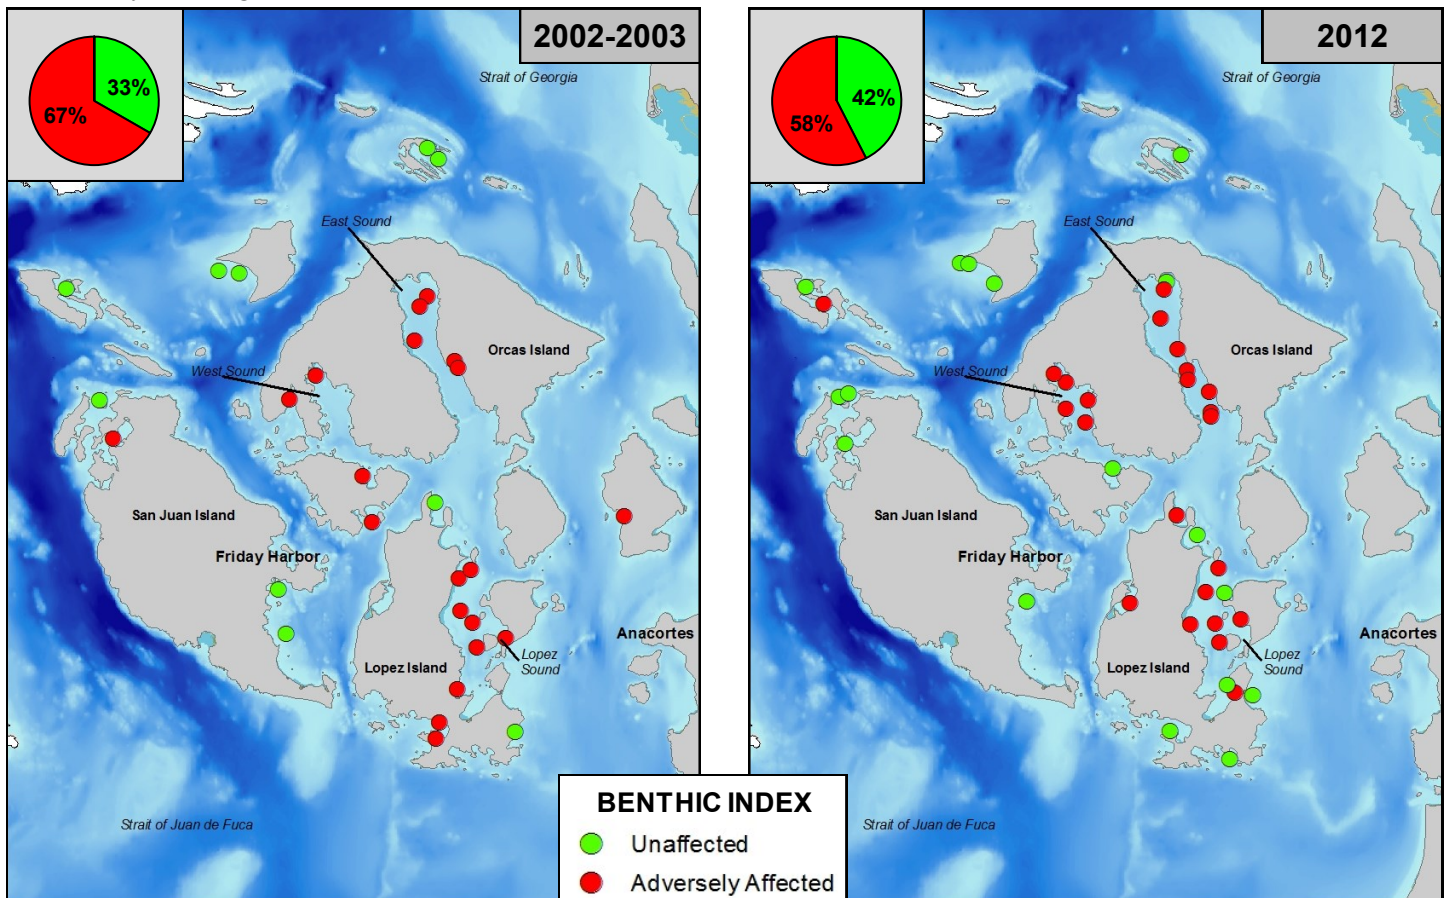 2002-2003
33%
67%
Strait of Georgia
East Sound
Orcas Island
West Sound
San Juan Island
Friday Harbor
Anacortes
Lopez
Sound
Lopez Island
Strait of Juan de Fuca
2012
42%
58%
Strait of Georgia
East Sound
Orcas Island
West Sound
San Juan Island
Friday Harbor
Anacortes
Lopez
Sound
Lopez Island
Strait of Juan de Fuca
BENTHIC INDEX
Unaffected
Adversely Affected